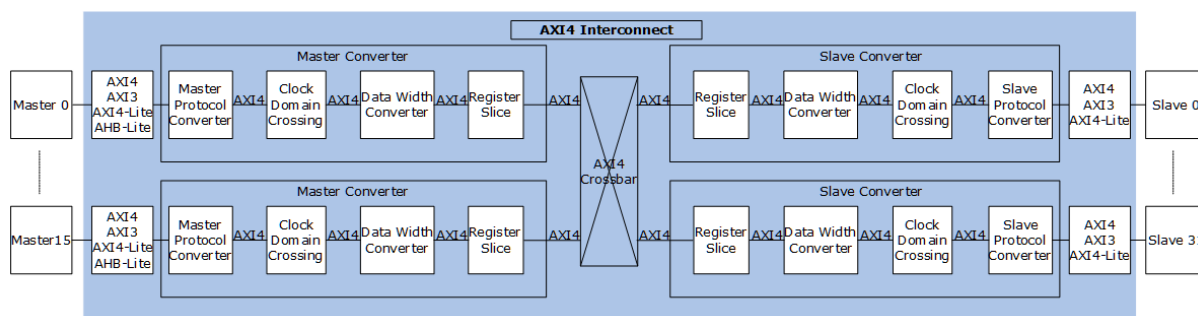 AXI4 Interconnect
Master Converter
Slave Converter
Master 0
AXI4
AXI3
AXI4-Lite
AHB-Lite
Master
Protocol
Converter
AXI4
Clock
Domain
Crossing
AXI4
Data Width
Converter
AXI4
Register
Slice
AXI4
AXI4
Crossbar
AXI4
Register
Slice
AXI4
Data Width
Converter
AXI4
Clock
Domain
Crossing
AXI4
Slave
Protocol
Converter
AXI4
AXI3
AXI4-Lite
Slave 0
Master Converter
Slave Converter
Master15
AXI4
AXI3
AXI4-Lite
AHB-Lite
Master
Protocol
Converter
AXI4
Clock
Domain
Crossing
AXI4
Data Width
Converter
AXI4
Register
Slice
AXI4
AXI4
Register
Slice
AXI4
Data Width
Converter
AXI4
Clock
Domain
Crossing
AXI4
Slave
Protocol
Converter
AXI4
AXI3
AXI4-Lite
Slave 31